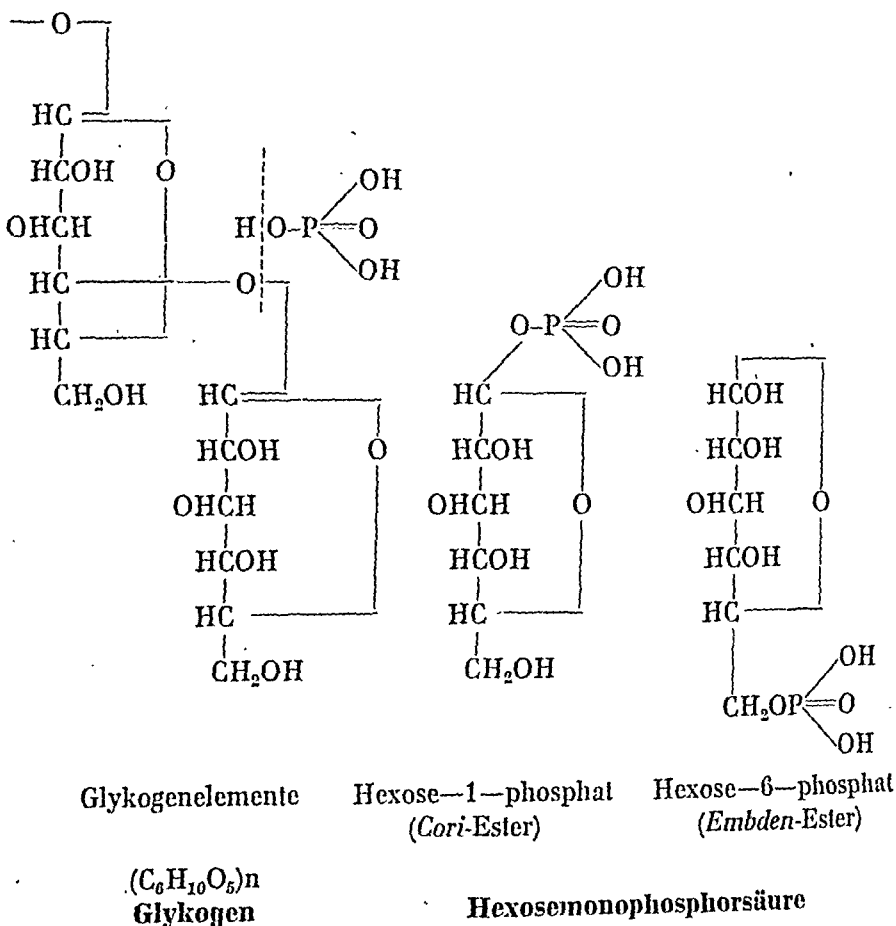 —O
HC
HCOH O OH
OHCH H O–P=O
HC O OH
OH
HC O–P=O
OH
CH₂OH HC HC HCOH
HCOH O HCOH HCOH
OHCH OHCH O OHCH O
HCOH HCOH HCOH
HC HC HC
CH₂OH CH₂OH OH
CH₂OP=O
OH
Glykogenelemente Hexose—1—phosphat Hexose—6—phosphat
(Cori-Ester) (Embden-Ester)
(C₆H₁₀O₅)n
Glykogen Hexosemonophosphorsäure